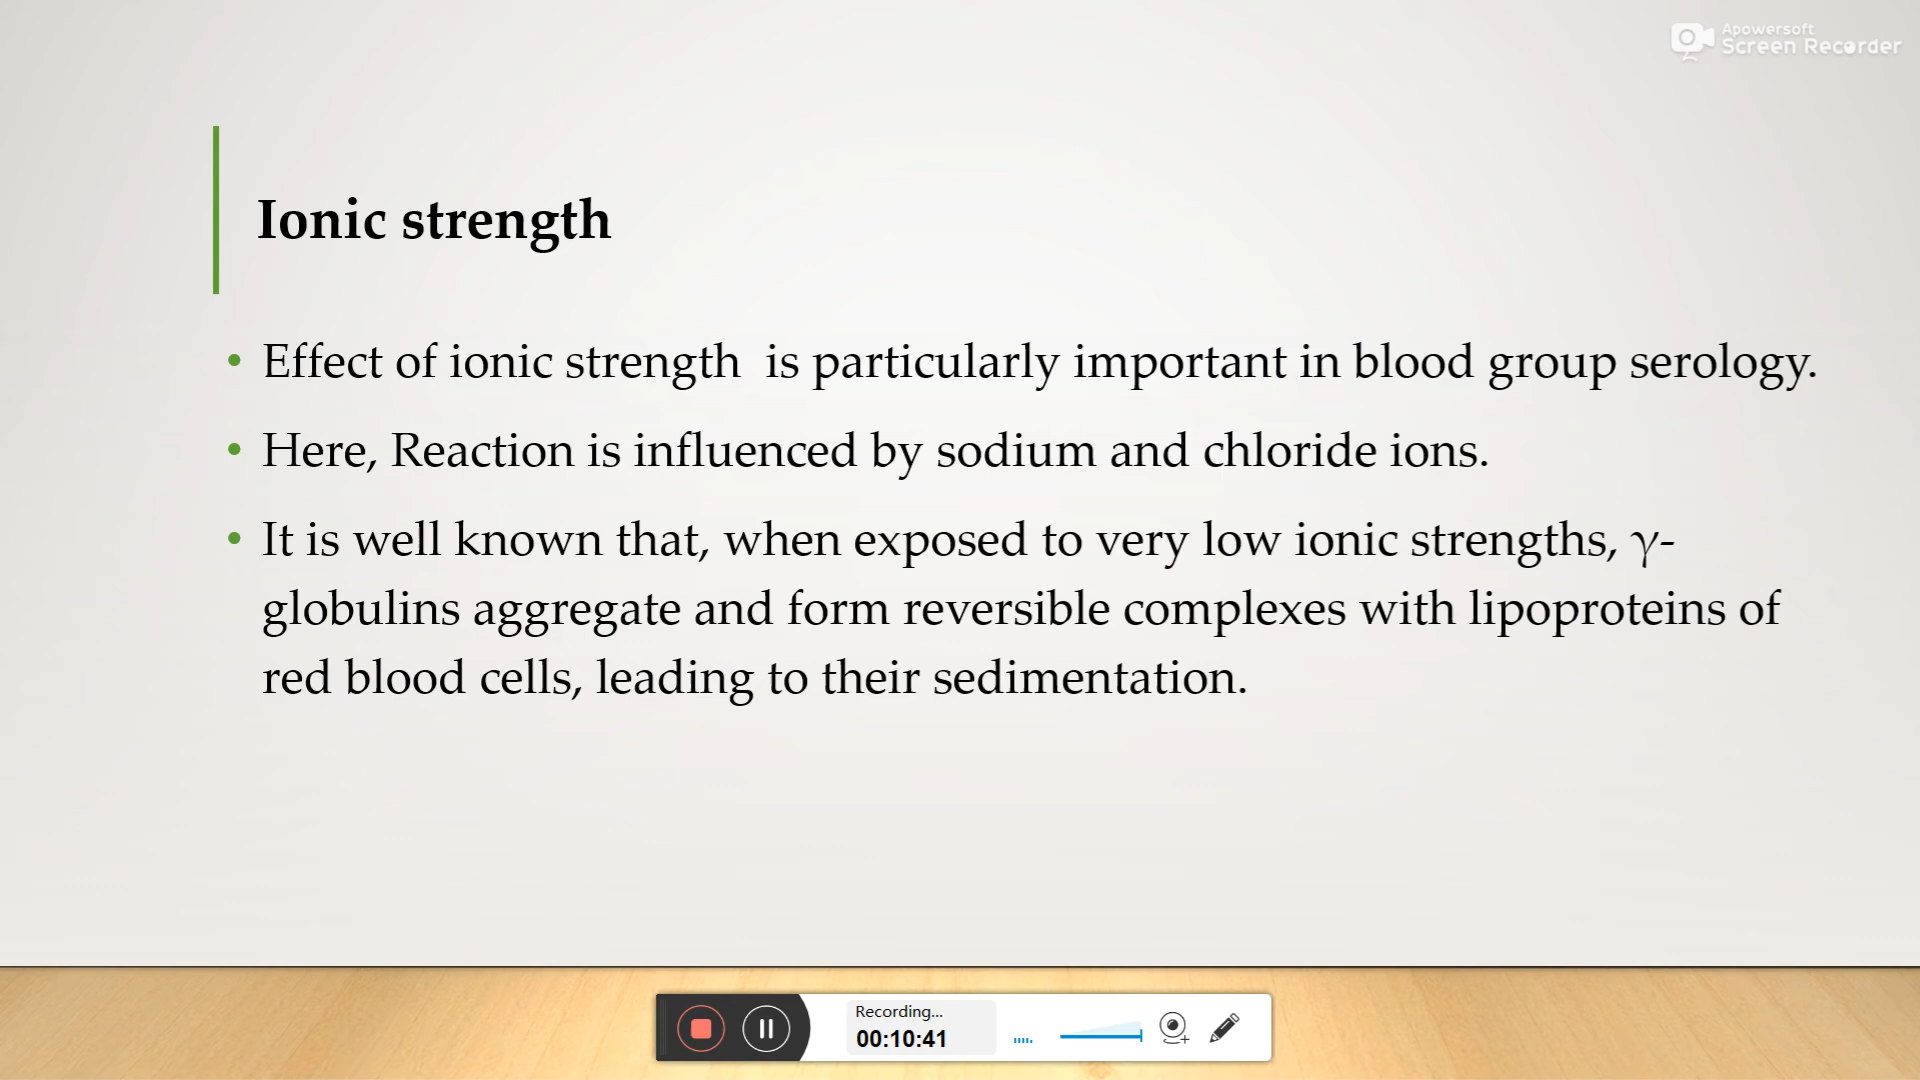 Apowersoft
Screen Recorder
Ionic strength
• Effect of ionic strength  is particularly important in blood group serology.
• Here, Reaction is influenced by sodium and chloride ions.
• It is well known that, when exposed to very low ionic strengths, γ-
globulins aggregate and form reversible complexes with lipoproteins of
red blood cells, leading to their sedimentation.
Recording...
00:10:41